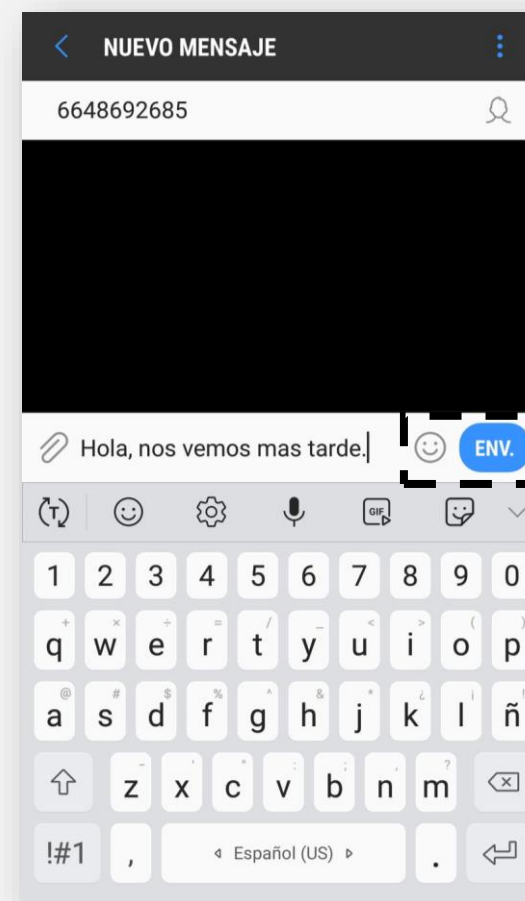 NUEVO MENSAJE
6648692685
Hola, nos vemos mas tarde.
ENV.
T
GIF
1 2 3 4 5 6 7 8 9 0
+ × ÷ = / _ < > ( )
q w e r t y u i o p
@ # $ % ^ & * ¿ ¡ !
a s d f g h j k l ñ
- ' " : ; , ?
z x c v b n m
!#1 , Español (US) .